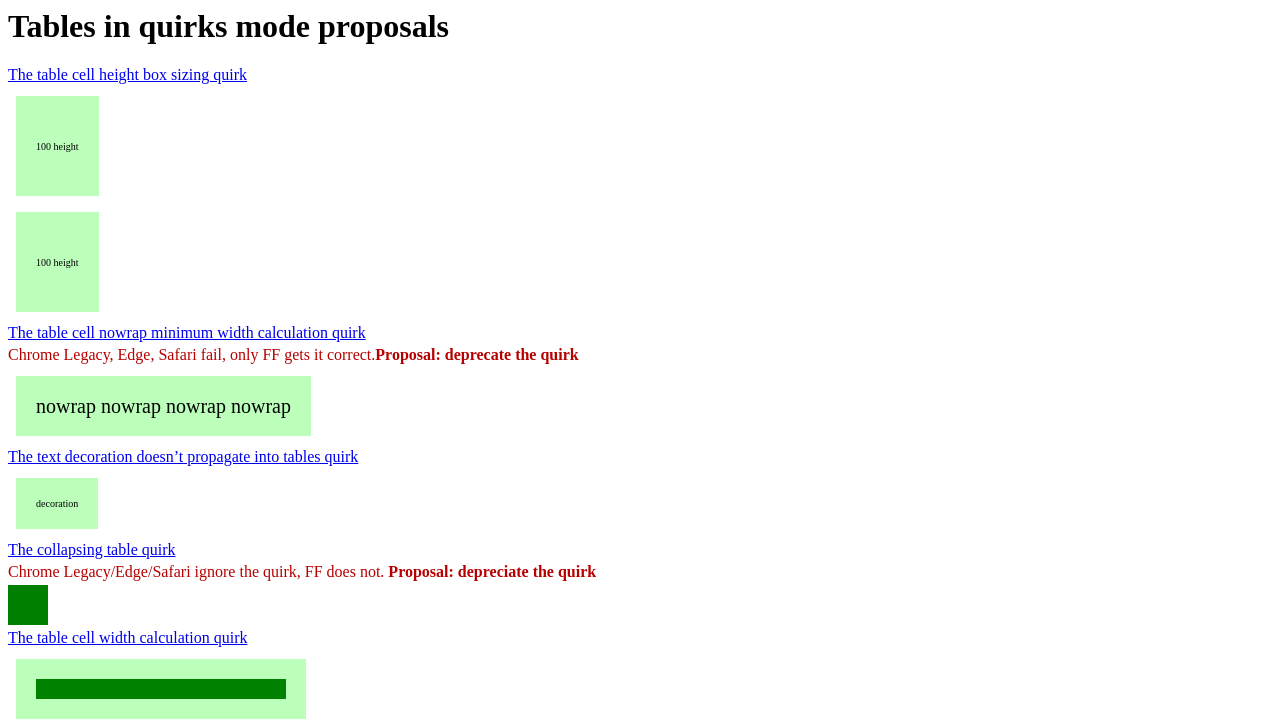 Tables in quirks mode proposals
The table cell height box sizing quirk
100 height
100 height
The table cell nowrap minimum width calculation quirk
Chrome Legacy, Edge, Safari fail, only FF gets it correct.Proposal: deprecate the quirk
nowrap nowrap nowrap nowrap
The text decoration doesn’t propagate into tables quirk
decoration
The collapsing table quirk
Chrome Legacy/Edge/Safari ignore the quirk, FF does not. Proposal: depreciate the quirk
The table cell width calculation quirk